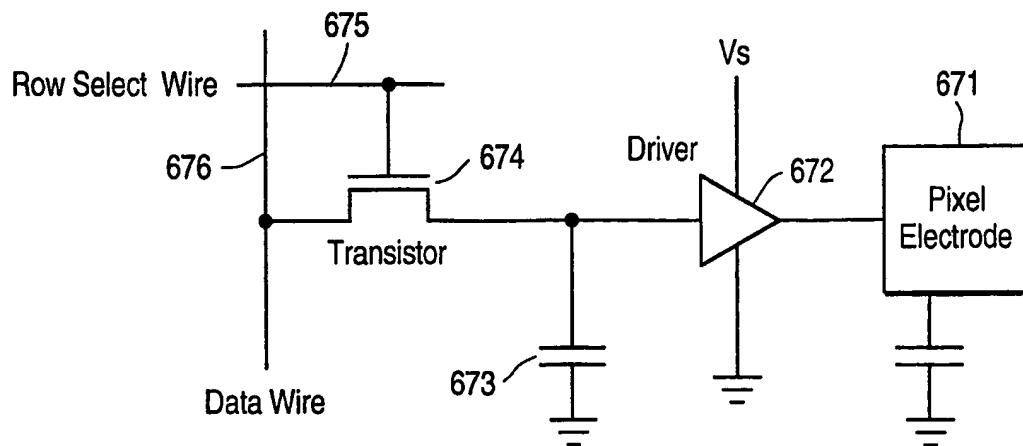 675
Row Select Wire
676
674
Transistor
673
Data Wire
Vs
Driver
672
671
Pixel
Electrode